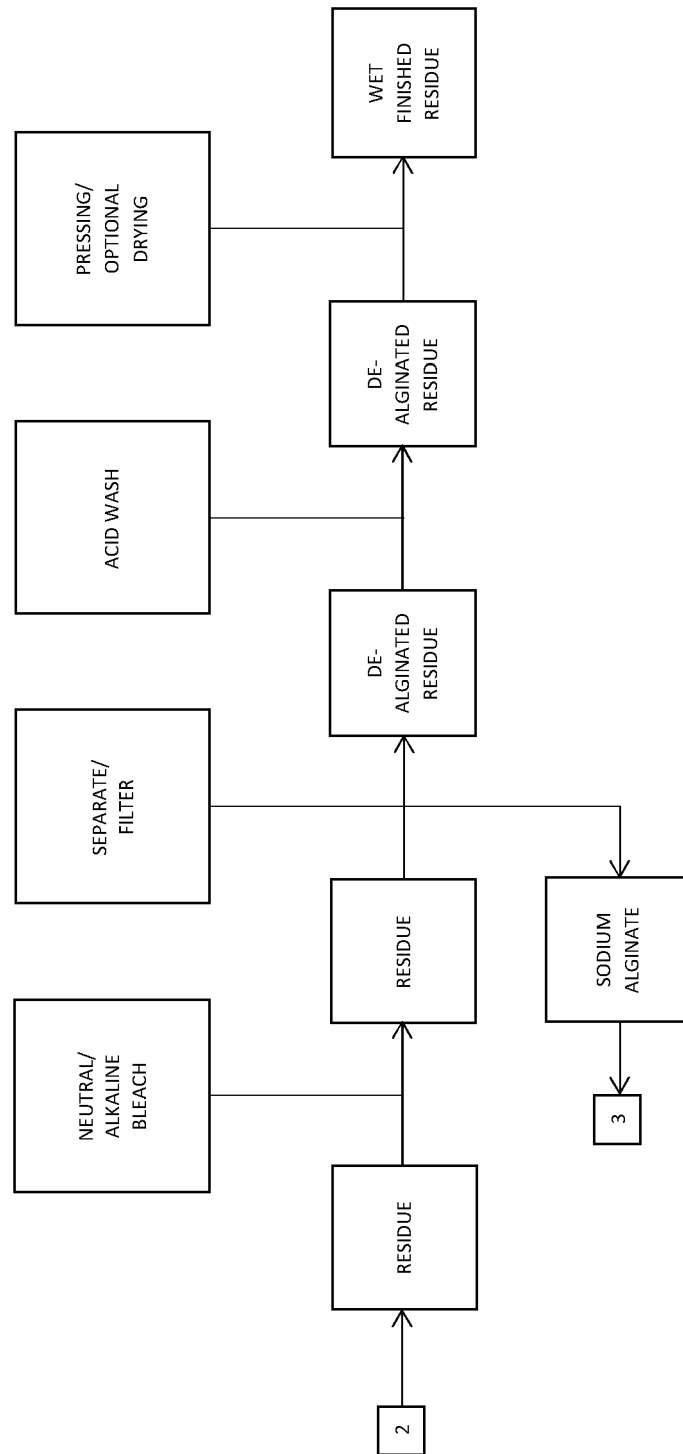 NEUTRAL/
ALKALINE
BLEACH
SEPARATE/
FILTER
ACID WASH
PRESSING/
OPTIONAL
DRYING
2
RESIDUE
RESIDUE
DE-
ALGINATED
RESIDUE
DE-
ALGINATED
RESIDUE
WET
FINISHED
RESIDUE
3
SODIUM
ALGINATE